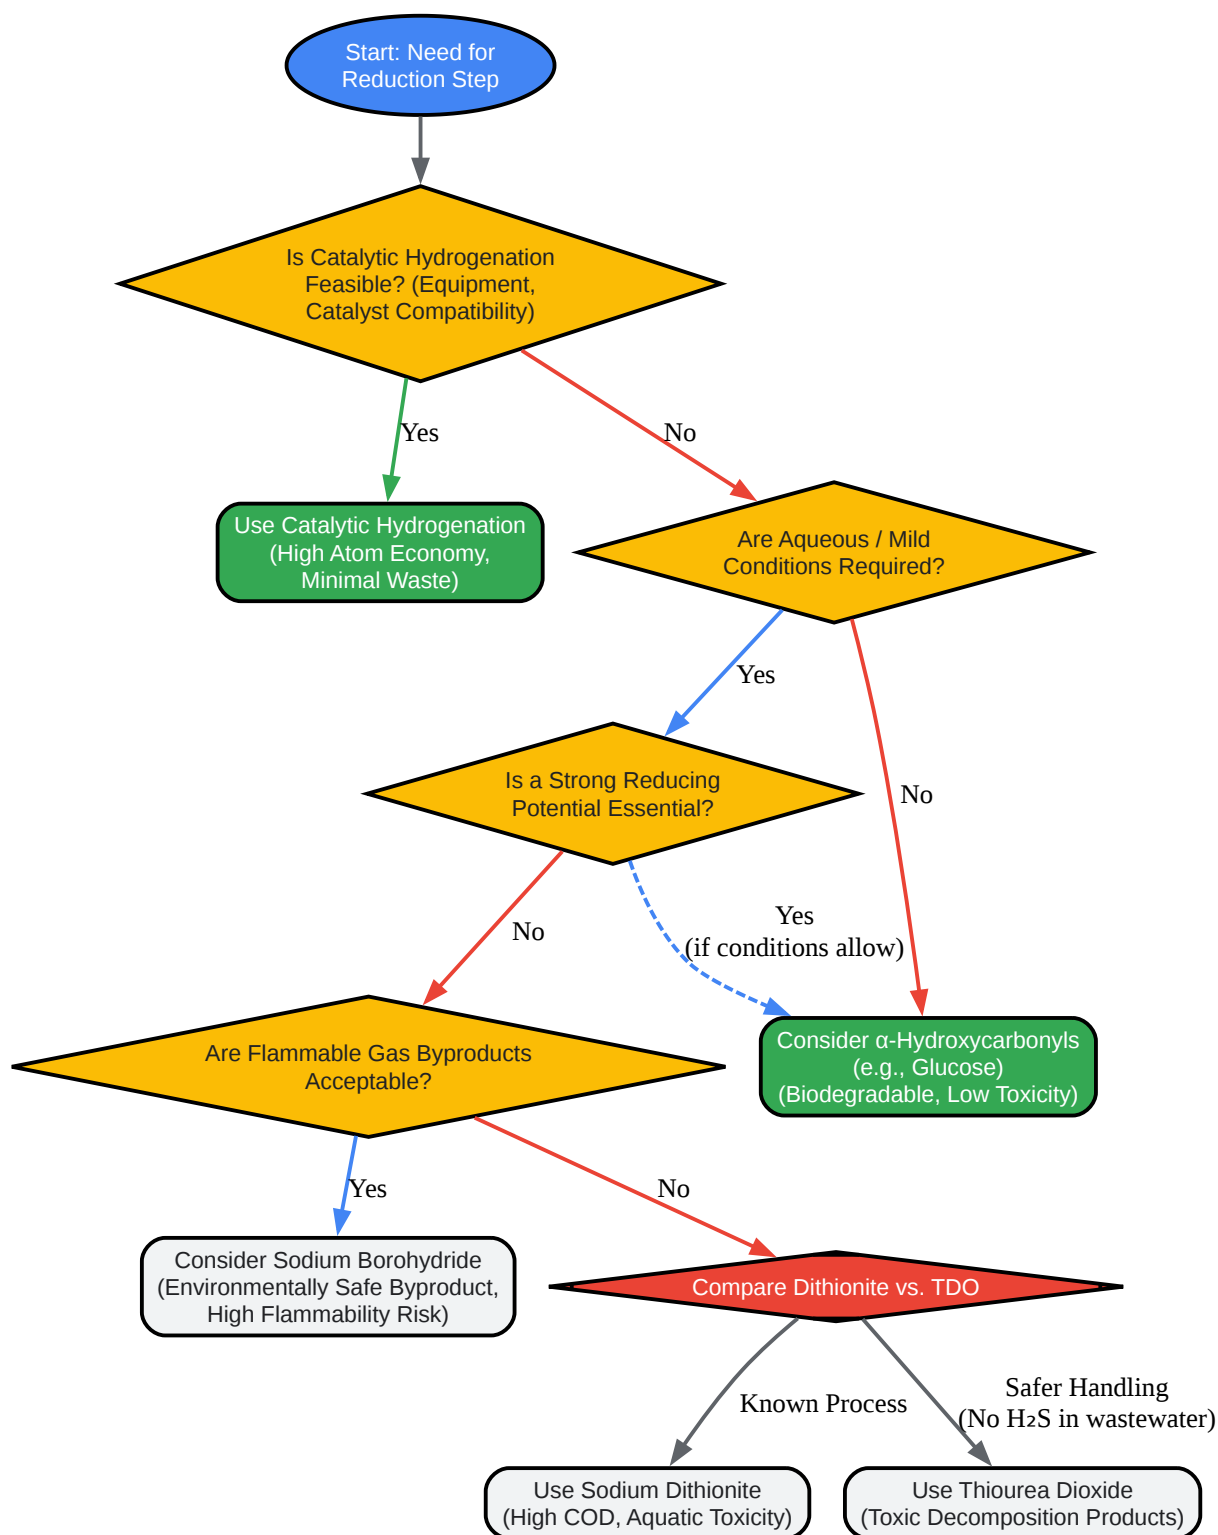 Start: Need for
Reduction Step
Is Catalytic Hydrogenation
Feasible? (Equipment,
Catalyst Compatibility)
Yes
No
Use Catalytic Hydrogenation
(High Atom Economy,
Minimal Waste)
Are Aqueous / Mild
Conditions Required?
Yes
No
Is a Strong Reducing
Potential Essential?
No
Yes
(if conditions allow)
Are Flammable Gas Byproducts
Acceptable?
Consider α-Hydroxycarbonyls
(e.g., Glucose)
(Biodegradable, Low Toxicity)
Yes
No
Consider Sodium Borohydride
(Environmentally Safe Byproduct,
High Flammability Risk)
Compare Dithionite vs. TDO
Known Process
Safer Handling
(No H₂S in wastewater)
Use Sodium Dithionite
(High COD, Aquatic Toxicity)
Use Thiourea Dioxide
(Toxic Decomposition Products)